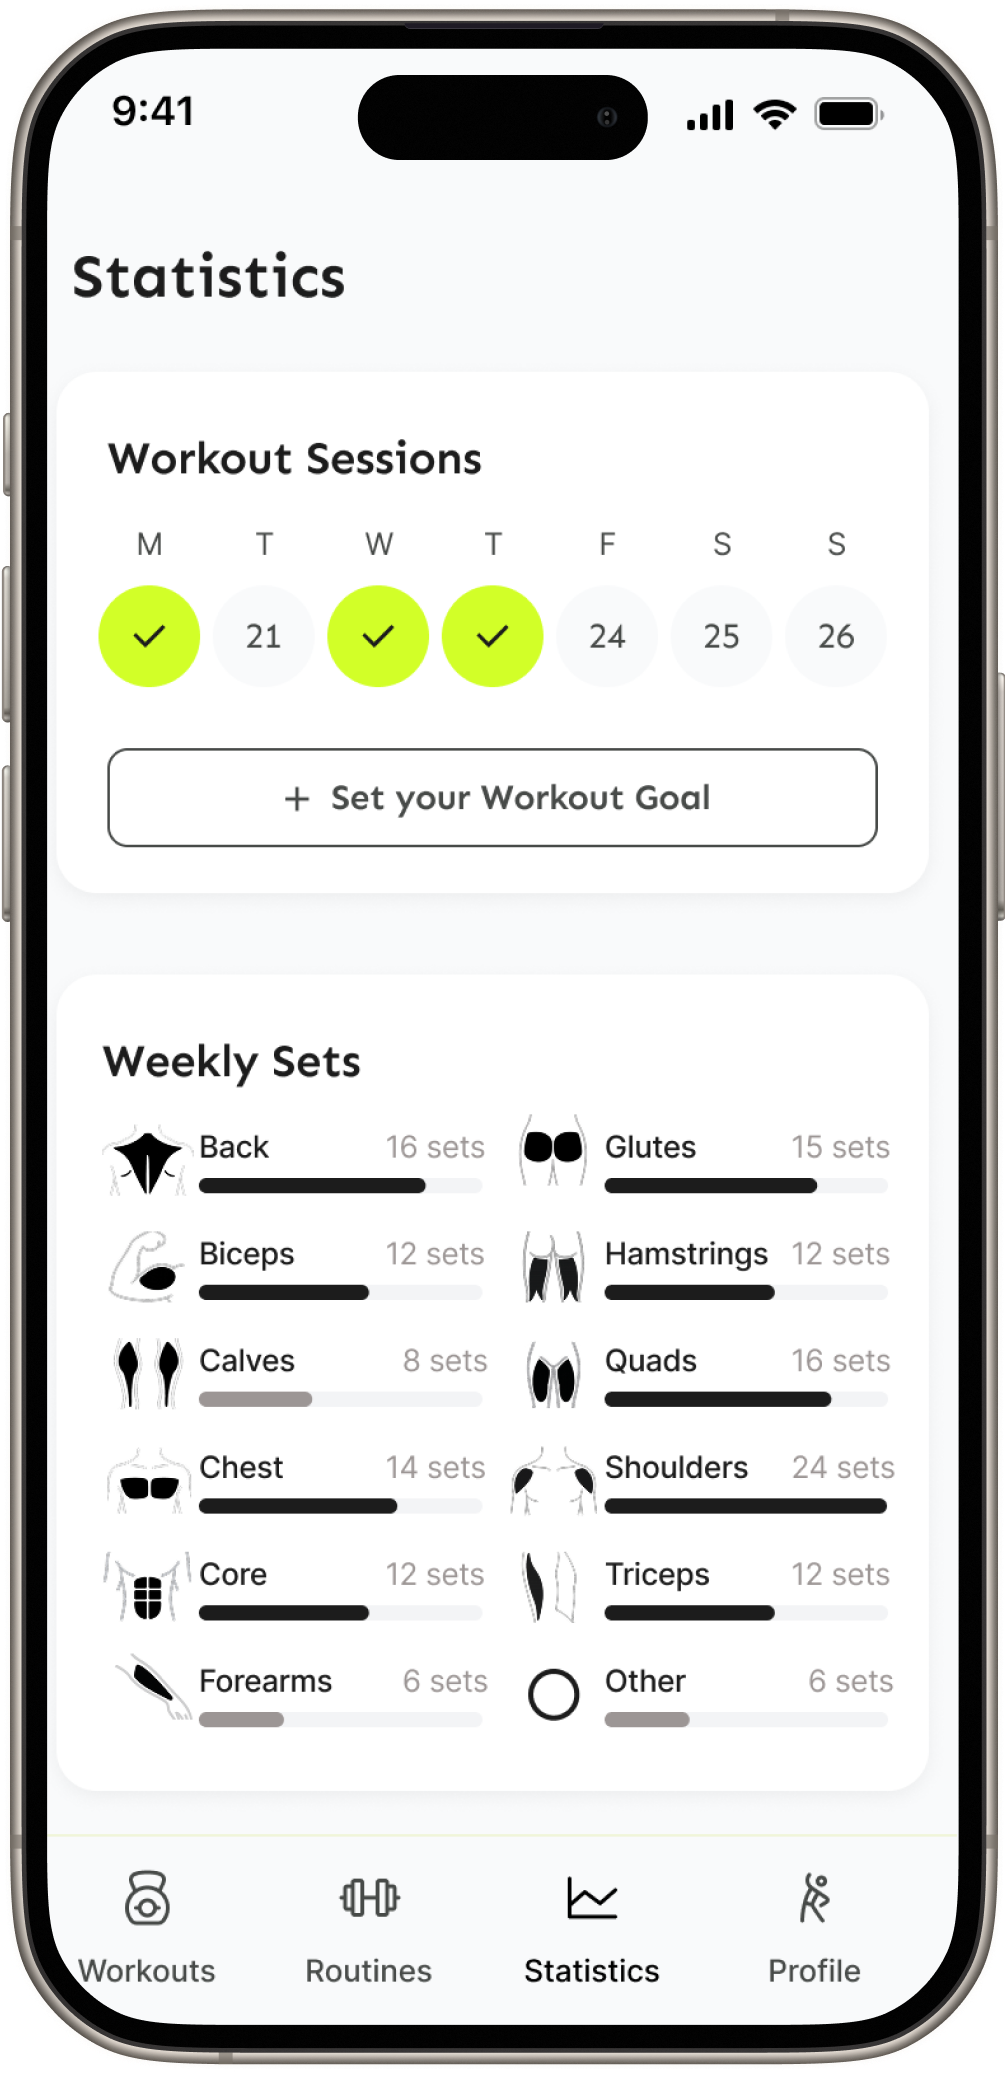 9:41
Statistics
Workout Sessions
M T W T F S S
21 24 25 26
+ Set your Workout Goal
Weekly Sets
Back 16 sets
Glutes 15 sets
Biceps 12 sets
Hamstrings 12 sets
Calves 8 sets
Quads 16 sets
Chest 14 sets
Shoulders 24 sets
Core 12 sets
Triceps 12 sets
Forearms 6 sets
Other 6 sets
Workouts Routines Statistics Profile